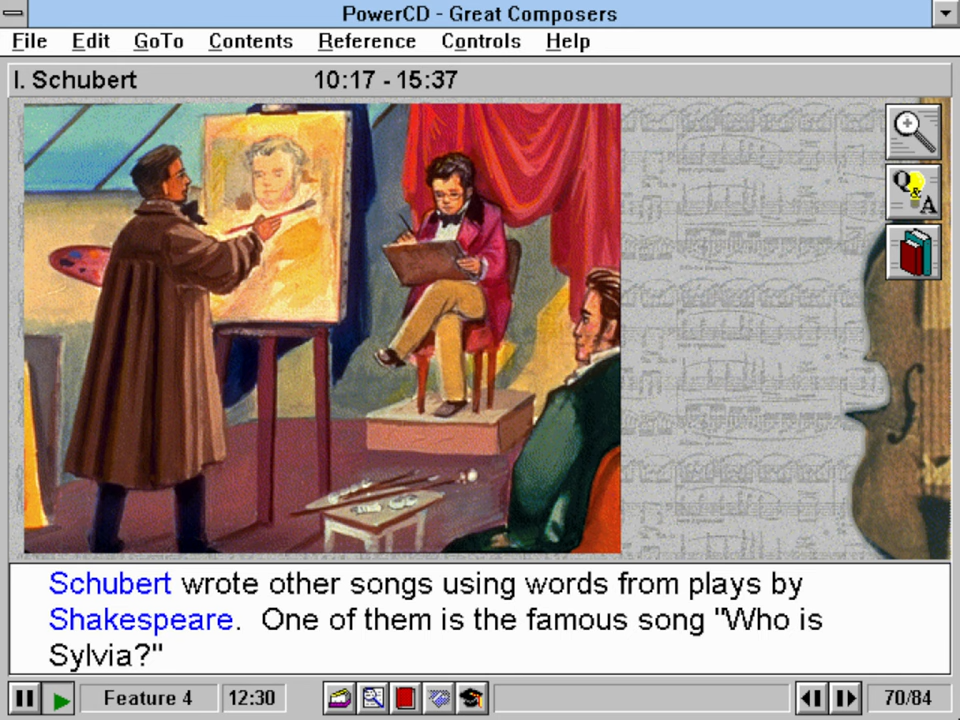 PowerCD - Great Composers
File Edit GoTo Contents Reference Controls Help
I. Schubert 10:17 - 15:37
Q & A
Schubert wrote other songs using words from plays by
Shakespeare. One of them is the famous song "Who is
Sylvia?"
Feature 4 12:30 70/84